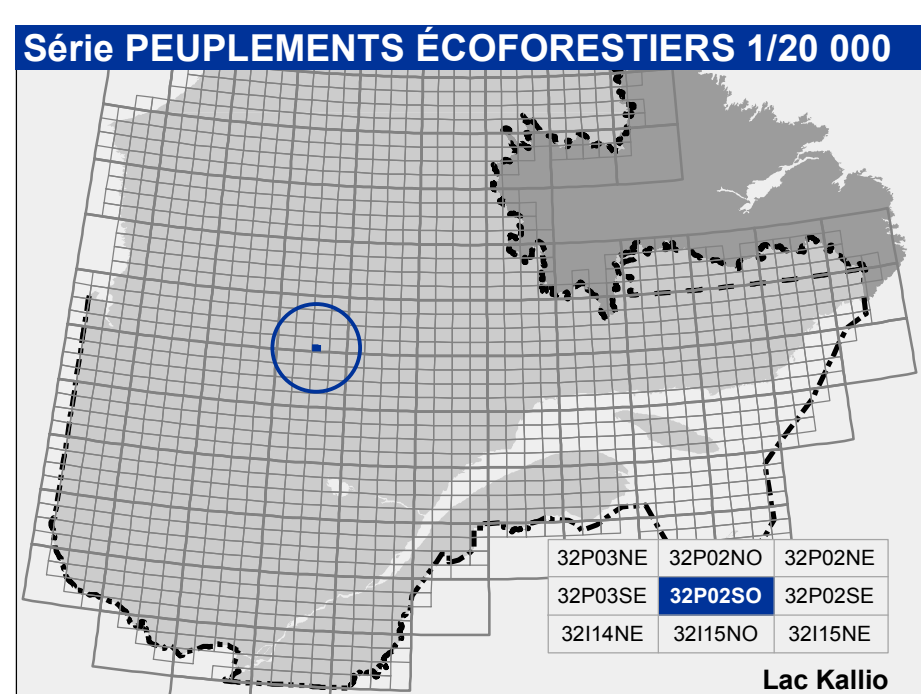 Série PEUPLEMENTS ÉCOFORESTIERS 1/20 000
32P03NE 32P02NO 32P02NE
32P03SE 32P02SO 32P02SE
32I14NE 32I15NO 32I15NE
Lac Kallio